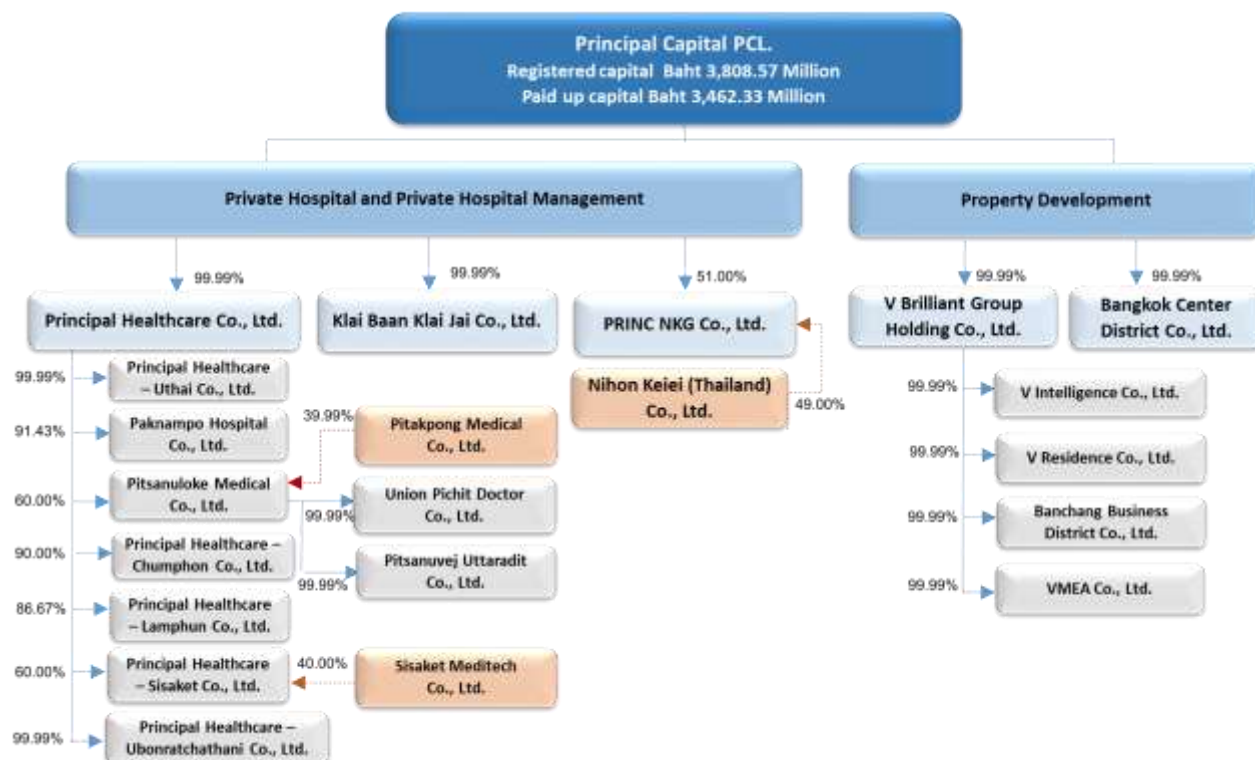 Principal Capital PCL.
Registered capital Baht 3,808.57 Million
Paid up capital Baht 3,462.33 Million
Private Hospital and Private Hospital Management
Property Development
99.99%
99.99%
51.00%
99.99%
99.99%
Principal Healthcare Co., Ltd.
Klai Baan Klai Jai Co., Ltd.
PRINC NKG Co., Ltd.
V Brilliant Group
Holding Co., Ltd.
Bangkok Center
District Co., Ltd.
99.99%
Principal Healthcare
– Uthai Co., Ltd.
Nihon Keiei (Thailand)
Co., Ltd.
49.00%
99.99%
V Intelligence Co., Ltd.
91.43%
Paknampo Hospital
Co., Ltd.
39.99%
Pitakpong Medical
Co., Ltd.
99.99%
V Residence Co., Ltd.
60.00%
Pitsanuloke Medical
Co., Ltd.
99.99%
Union Pichit Doctor
Co., Ltd.
99.99%
Banchang Business
District Co., Ltd.
90.00%
Principal Healthcare –
Chumphon Co., Ltd.
99.99%
Pitsanuvej Uttaradit
Co., Ltd.
99.99%
VMEA Co., Ltd.
86.67%
Principal Healthcare
– Lamphun Co., Ltd.
60.00%
Principal Healthcare
– Sisaket Co., Ltd.
40.00%
Sisaket Meditech
Co., Ltd.
99.99%
Principal Healthcare –
Ubonratchathani Co., Ltd.